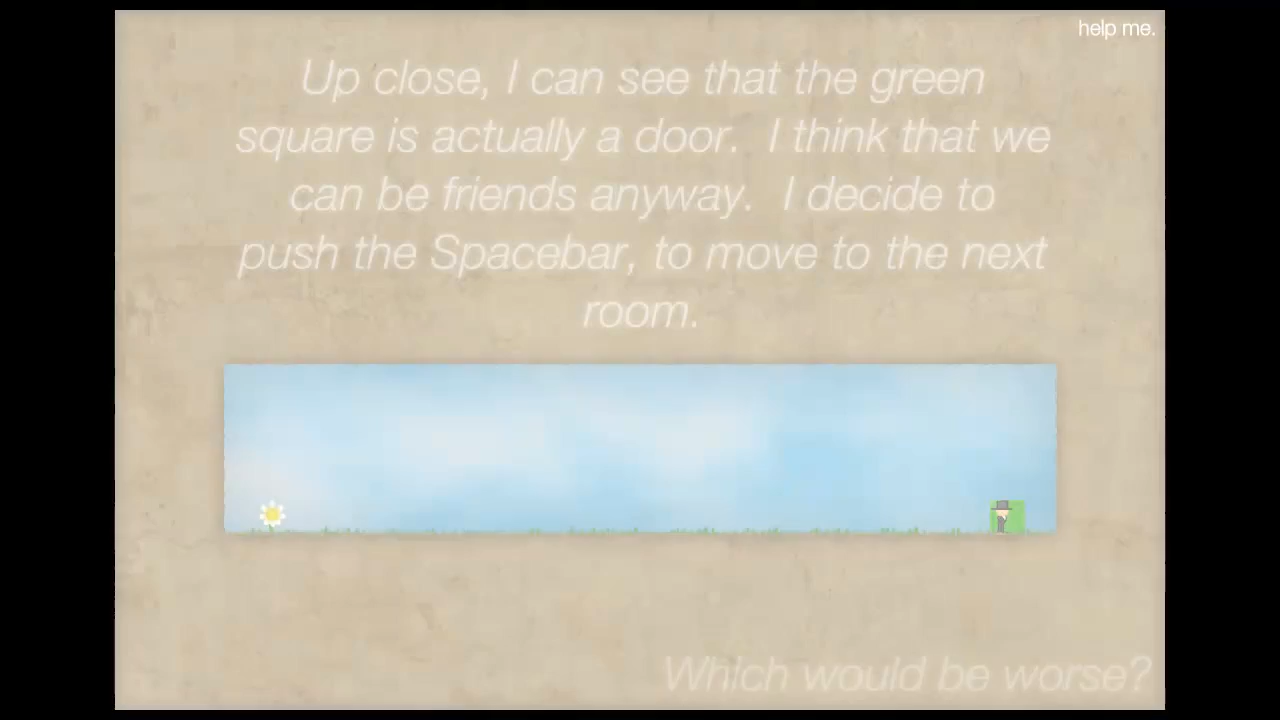 help me.
Up close, I can see that the green
square is actually a door.  I think that we
can be friends anyway.  I decide to
push the Spacebar, to move to the next
room.
Which would be worse?